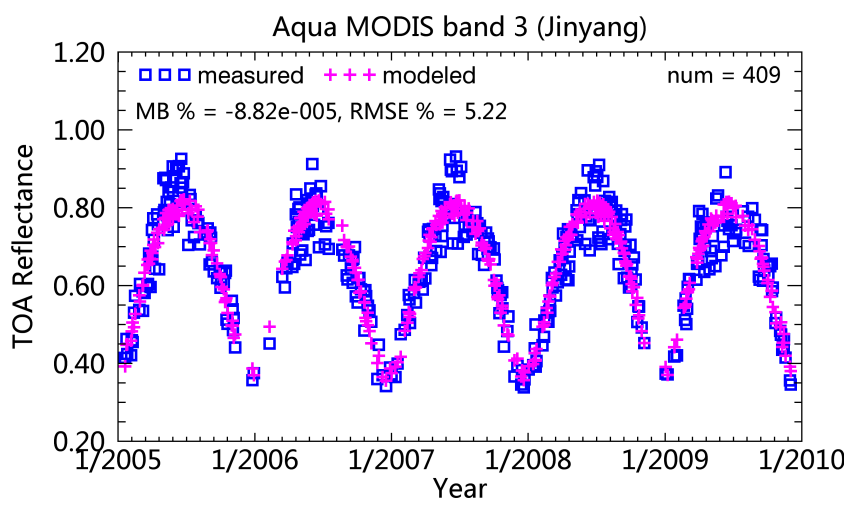 Aqua MODIS band 3 (Jinyang)
1.20
measured modeled num = 409
MB % = -8.82e-005, RMSE % = 5.22
1.00
0.80
TOA Reflectance
0.60
0.40
0.20
1/2005 1/2006 1/2007 1/2008 1/2009 1/2010
Year